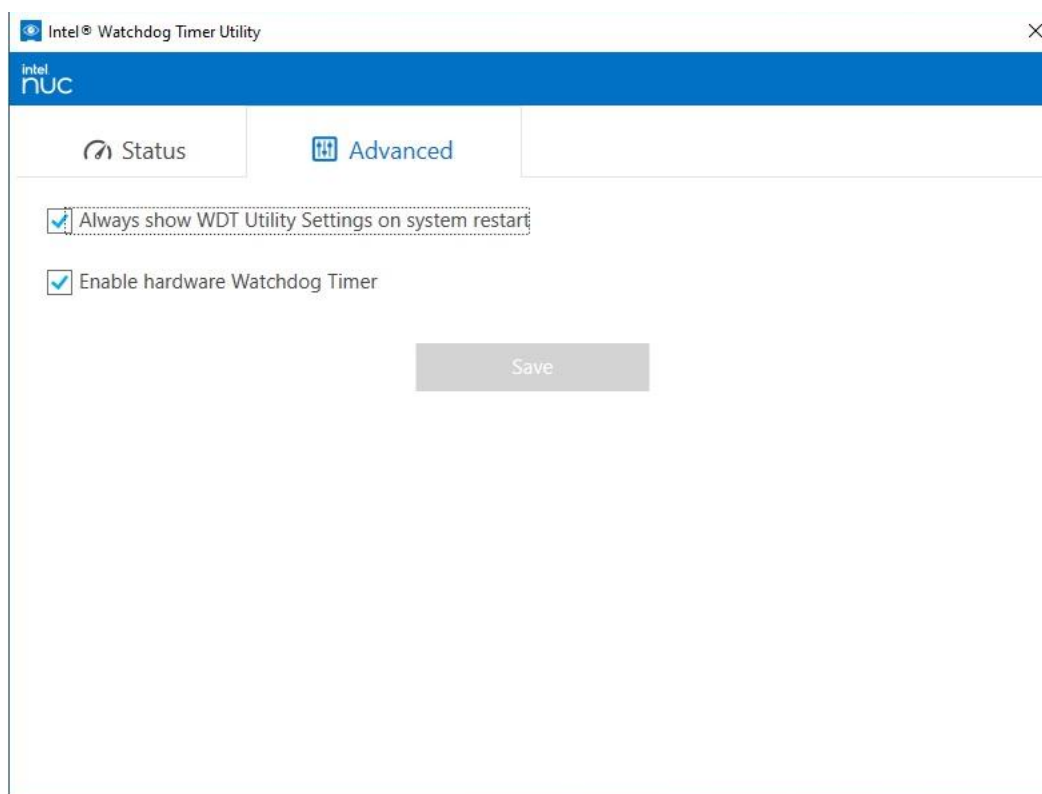 Intel® Watchdog Timer Utility
intel
nuc
Status
Advanced
Always show WDT Utility Settings on system restart
Enable hardware Watchdog Timer
Save